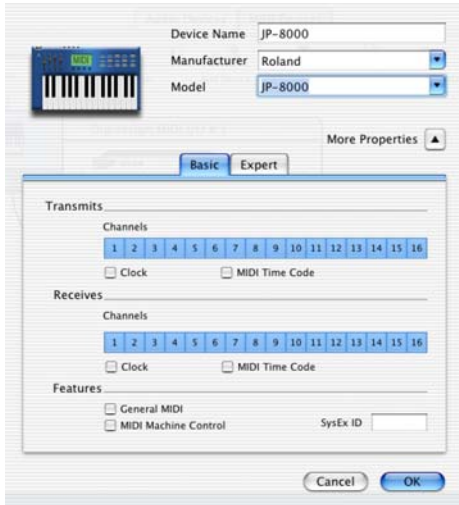 Device Name JP-8000
Manufacturer Roland
Model JP-8000
MIDI
More Properties
Basic Expert
Transmits
Channels
1 2 3 4 5 6 7 8 9 10 11 12 13 14 15 16
Clock MIDI Time Code
Receives
Channels
1 2 3 4 5 6 7 8 9 10 11 12 13 14 15 16
Clock MIDI Time Code
Features
General MIDI
MIDI Machine Control SysEx ID
Cancel OK